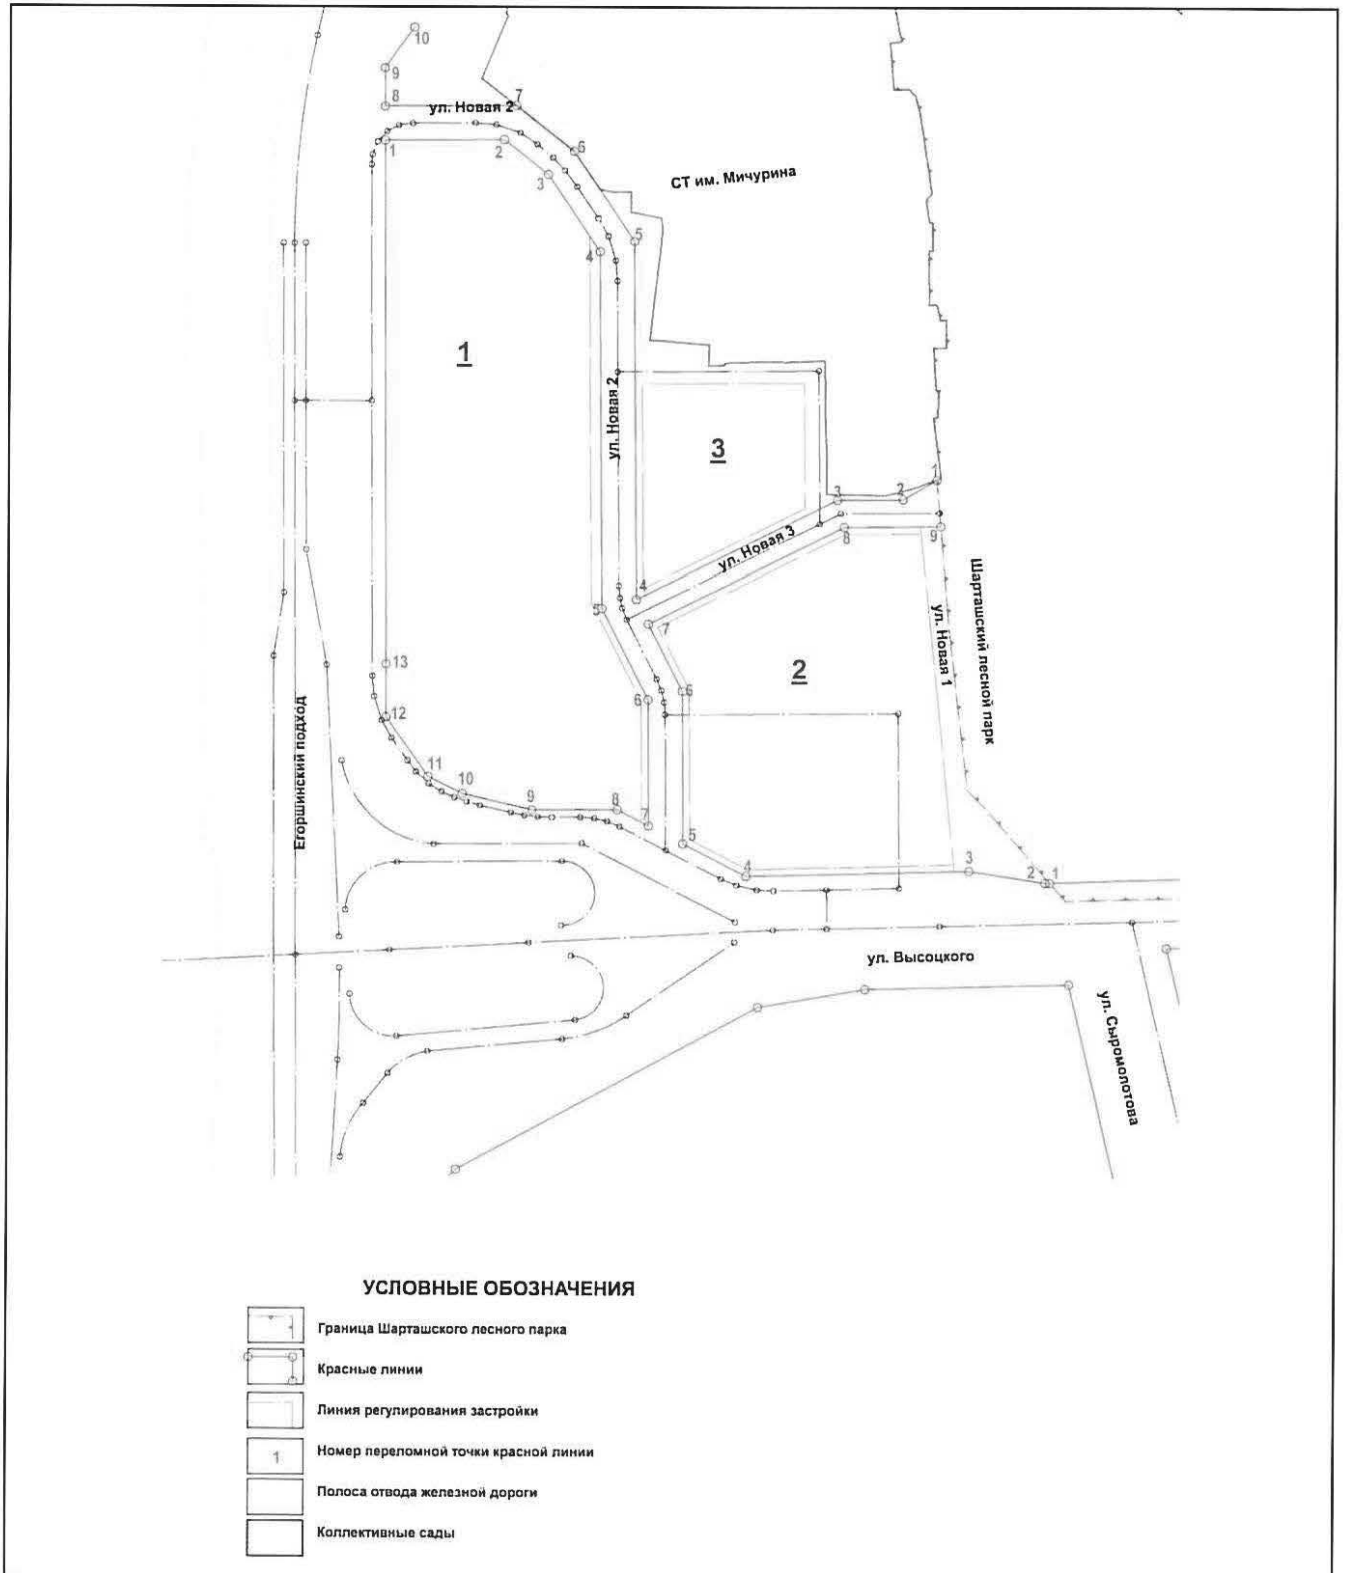 10
9
8
ул. Новая 2
7
1
2
6
3
СТ им. Мичурина
5
4
1
ул. Новая 2
3
1
2
3
ул. Новая 3
8
9
4
5
7
Шарташский лесной парк
ул. Новая 1
13
2
6
6
12
Егоршинский подход
11
10
9
8
7
5
4
3
2
1
ул. Высоцкого
ул. Сыромолотова
УСЛОВНЫЕ ОБОЗНАЧЕНИЯ
Граница Шарташского лесного парка
Красные линии
Линия регулирования застройки
1
Номер переломной точки красной линии
Полоса отвода железной дороги
Коллективные сады